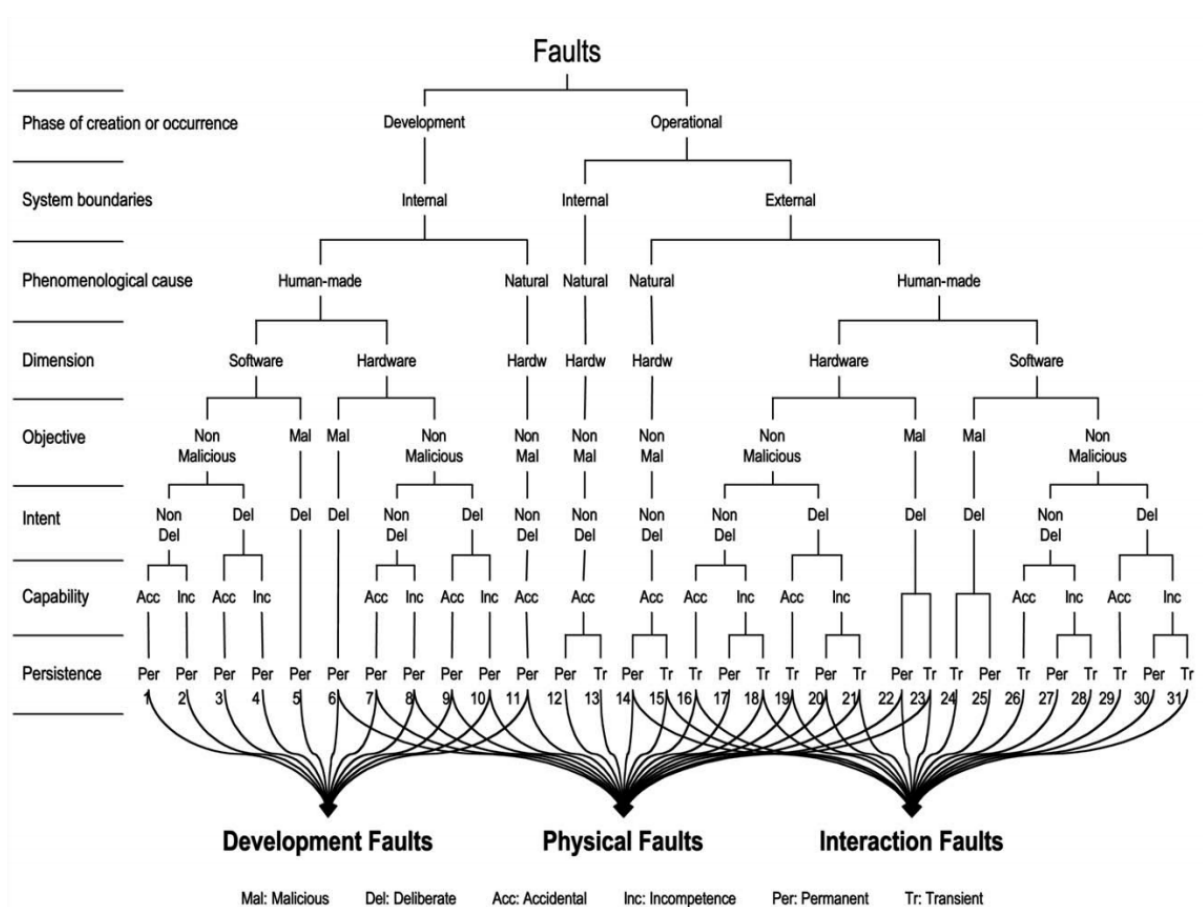 Faults
Phase of creation or occurrence Development Operational
System boundaries Internal Internal External
Phenomenological cause Human-made Natural Natural Natural Human-made
Dimension Software Hardware Hardw Hardw Hardw Hardware Software
Objective Non Mal Mal Non Non Non Non Non Mal Mal Non
Malicious Malicious Mal Mal Mal Malicious Malicious
Intent Non Del Del Del Non Del Non Non Non Non Del Del Del Non Del
Del Del Del Del Del Del Del
Capability Acc Inc Acc Inc Acc Inc Acc Inc Acc Acc Acc Acc Inc Acc Inc Acc Inc Acc Inc
Persistence Per Per Per Per Per Per Per Per Per Per Per Per Tr Per Tr Tr Per Tr Tr Per Tr Per Tr Tr Per Tr Per Tr Tr Per Tr
1 2 3 4 5 6 7 8 9 10 11 12 13 14 15 16 17 18 19 20 21 22 23 24 25 26 27 28 29 30 31
Development Faults Physical Faults Interaction Faults
Mal: Malicious Del: Deliberate Acc: Accidental Inc: Incompetence Per: Permanent Tr: Transient